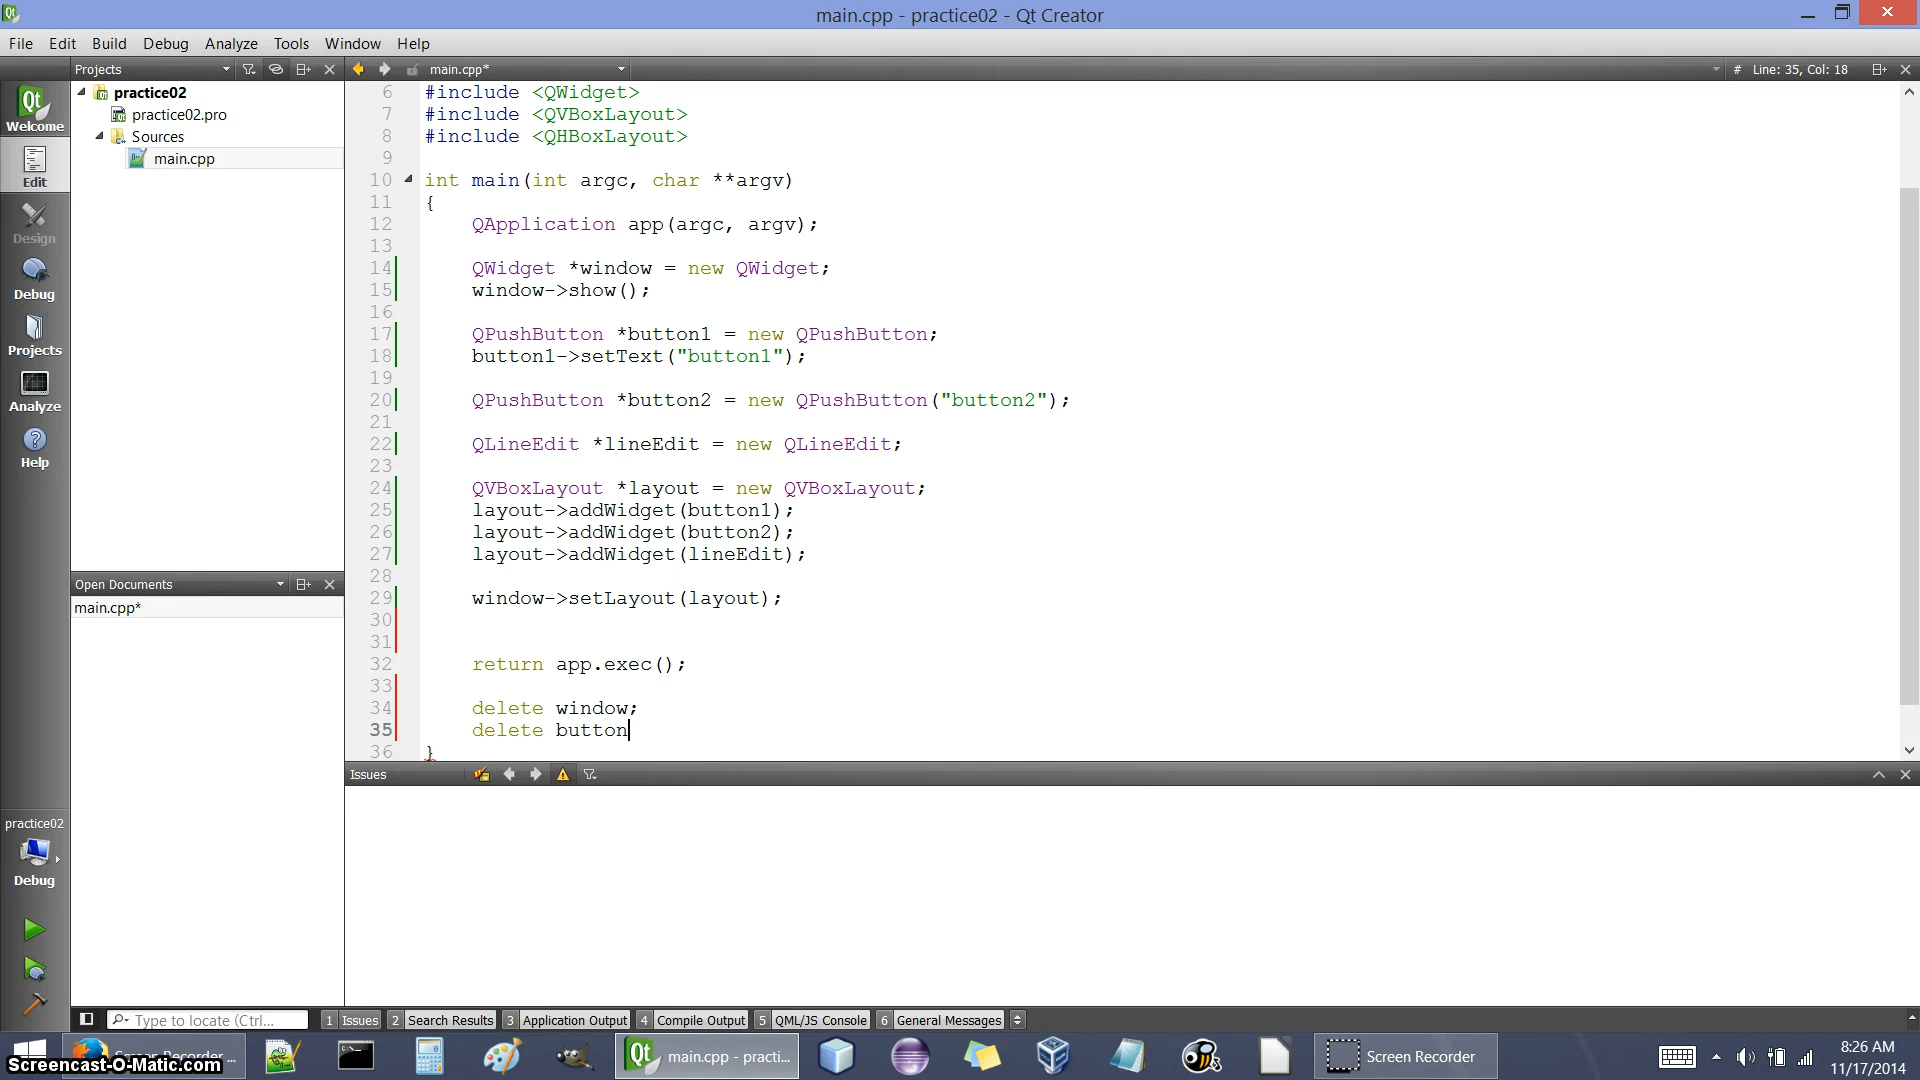 main.cpp - practice02 - Qt Creator
File Edit Build Debug Analyze Tools Window Help
Projects
main.cpp*
# Line: 35, Col: 18
Welcome
Edit
Design
Debug
Projects
Analyze
Help
practice02
practice02.pro
Sources
main.cpp
Open Documents
main.cpp*
6 #include <QWidget>
7 #include <QVBoxLayout>
8 #include <QHBoxLayout>
9
10 int main(int argc, char **argv)
11 {
12 QApplication app(argc, argv);
13
14 QWidget *window = new QWidget;
15 window->show();
16
17 QPushButton *button1 = new QPushButton;
18 button1->setText("button1");
19
20 QPushButton *button2 = new QPushButton("button2");
21
22 QLineEdit *lineEdit = new QLineEdit;
23
24 QVBoxLayout *layout = new QVBoxLayout;
25 layout->addWidget(button1);
26 layout->addWidget(button2);
27 layout->addWidget(lineEdit);
28
29 window->setLayout(layout);
30
31
32 return app.exec();
33
34 delete window;
35 delete button
36 }
Issues
practice02
Debug
Type to locate (Ctrl...
1 Issues 2 Search Results 3 Application Output 4 Compile Output 5 QML/JS Console 6 General Messages
main.cpp - practi...
Screen Recorder
8:26 AM
11/17/2014
Screencast-O-Matic.com